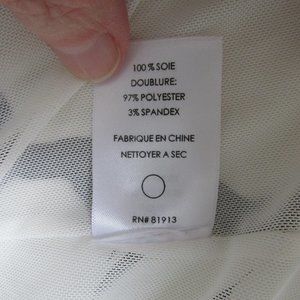 100 % SOIE
DOUBLURE:
97% POLYESTER
3% SPANDEX
FABRIQUE EN CHINE
NETTOYER A SEC
RN# 81913